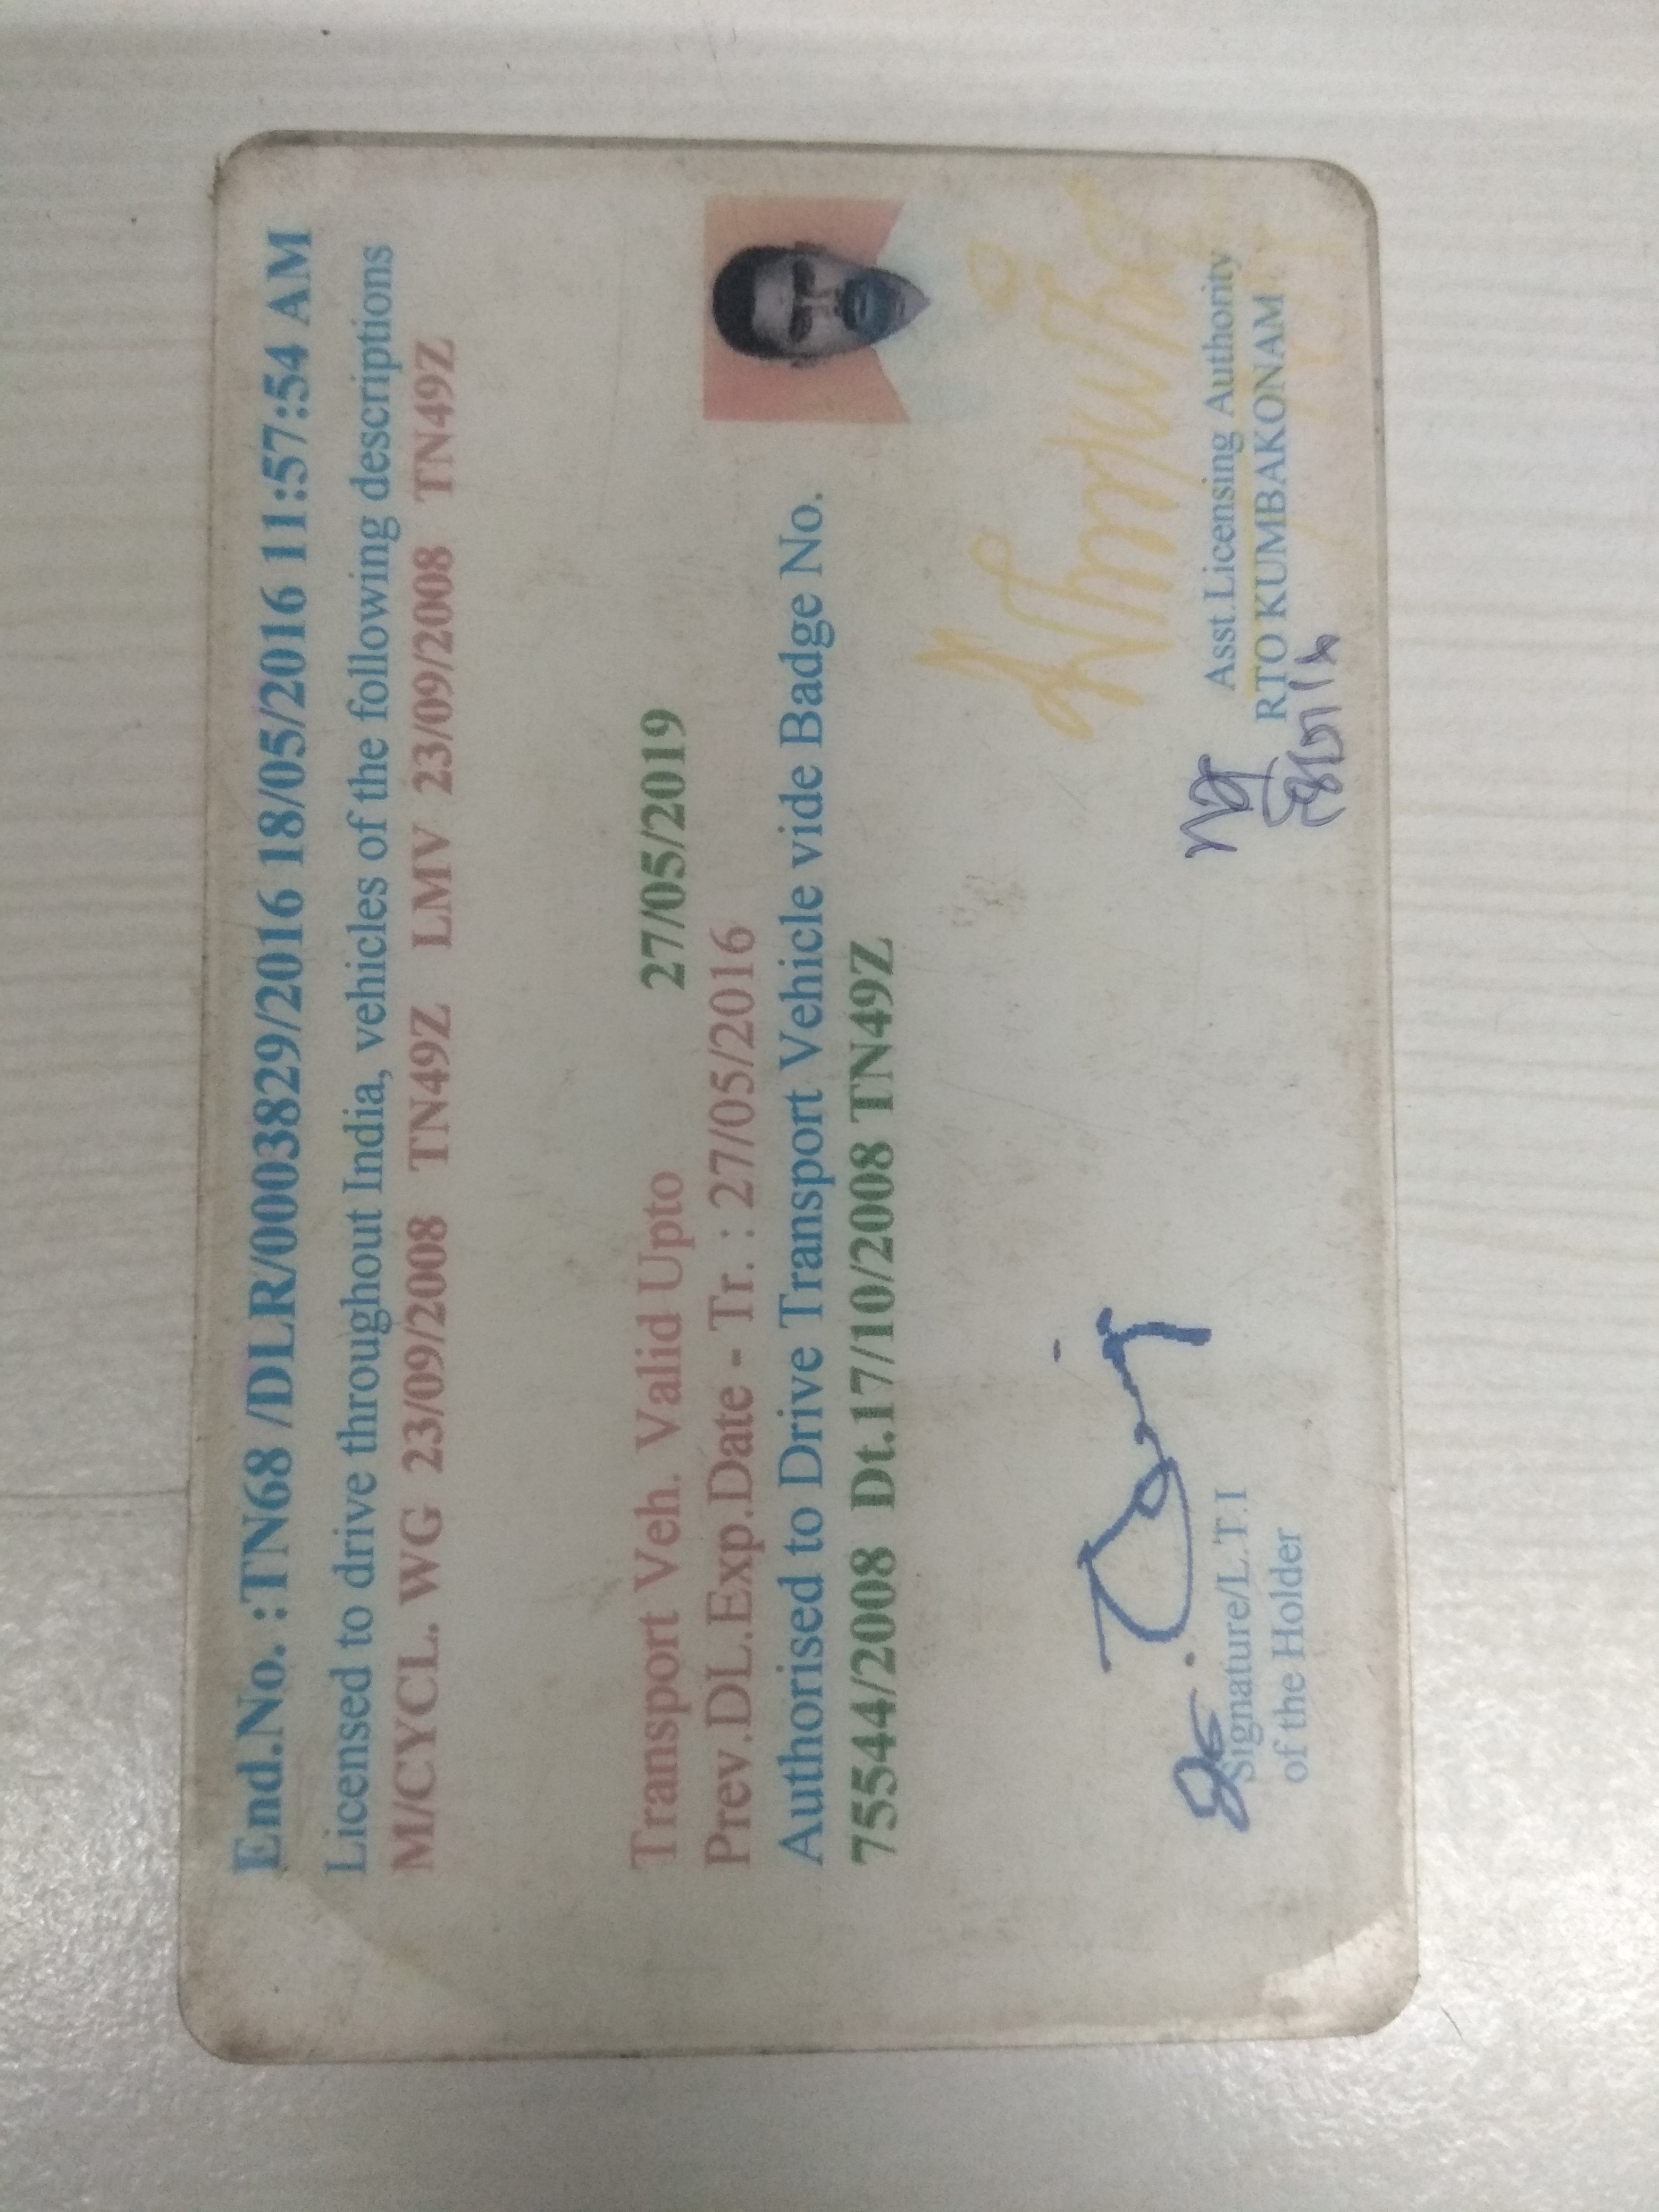 End.No. :TN68 /DLR/0003829/2016 18/05/2016 11:57:54 AM
Licensed to drive throughout India, vehicles of the following descriptions
M/CYCL. WG 23/09/2008 TN49Z LMV 23/09/2008 TN49Z
Transport Veh. Valid Upto 27/05/2019
Prev.DL.Exp.Date - Tr. : 27/05/2016
Authorised to Drive Transport Vehicle vide Badge No.
75544/2008 Dt.17/10/2008 TN49Z
Signature/L.T.I
of the Holder
Asst.Licensing Authority
RTO KUMBAKONAM